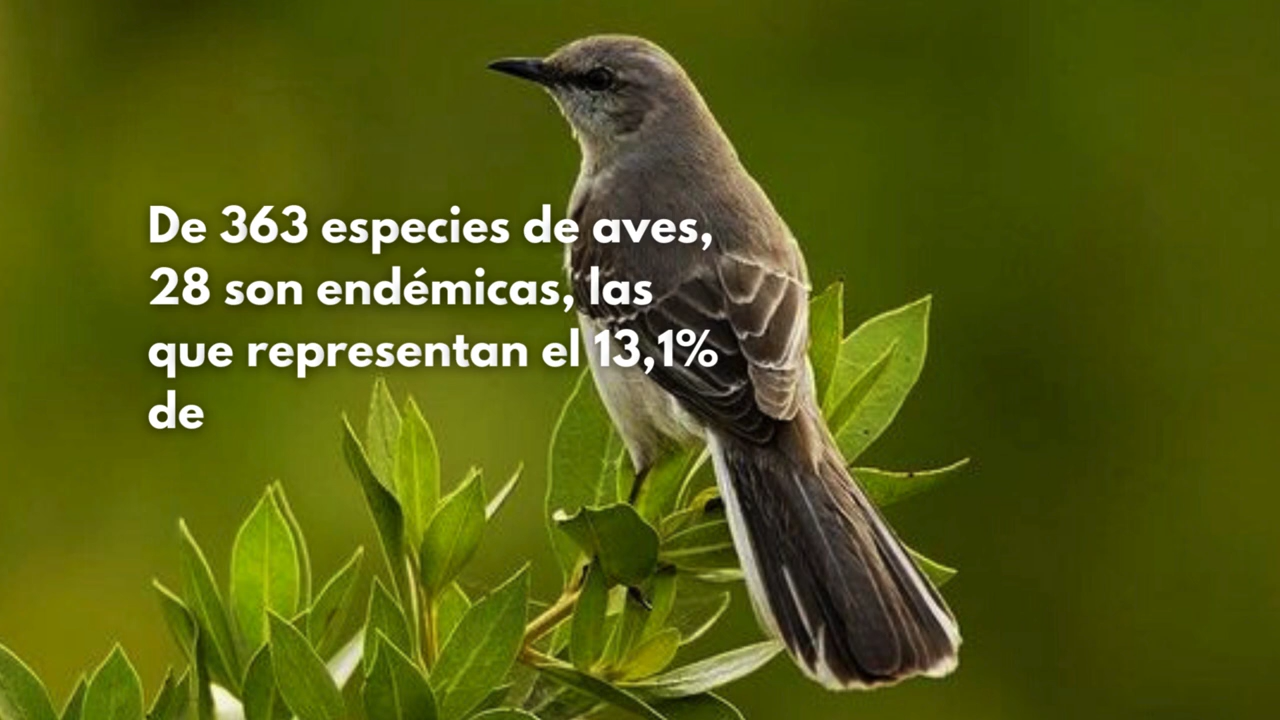 De 363 especies de aves,
28 son endémicas, las
que representan el 13,1%
de